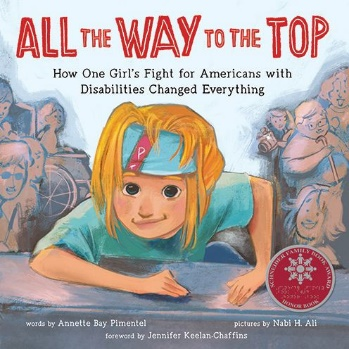 ALL THE WAY TO THE TOP
How One Girl's Fight for Americans with
Disabilities Changed Everything
P
SCHNEIDER FAMILY BOOK AWARD
HONOR BOOK
words by Annette Bay Pimentel
pictures by Nabi H. Ali
foreword by Jennifer Keelan-Chaffins